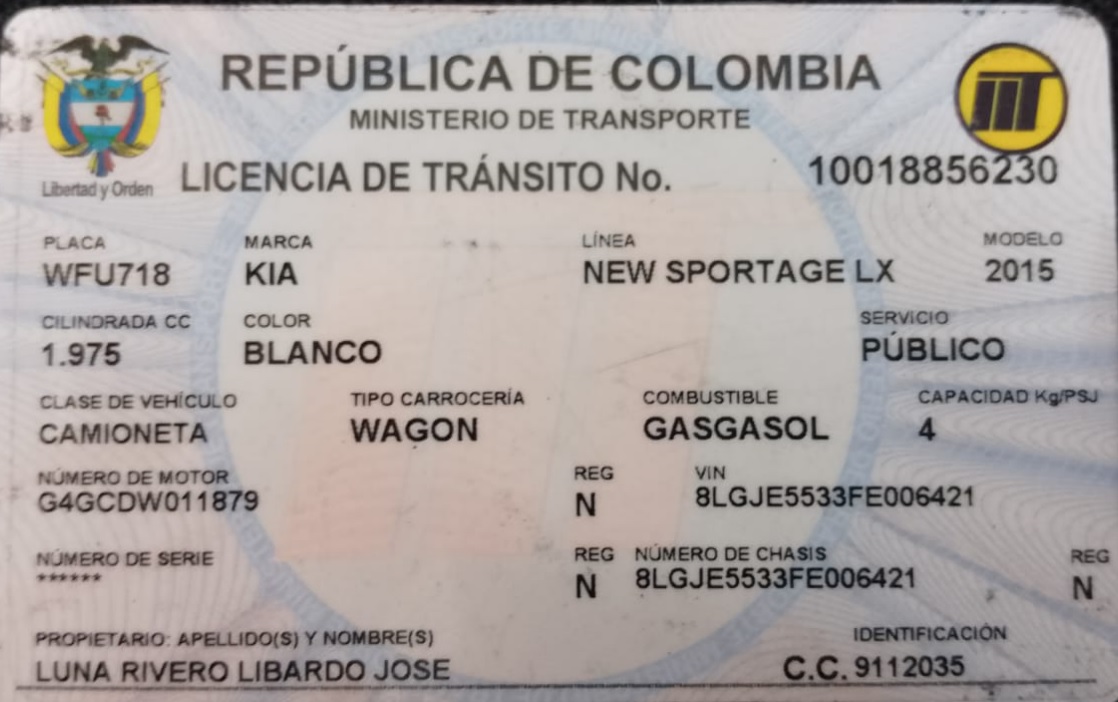 REPÚBLICA DE COLOMBIA
MINISTERIO DE TRANSPORTE
Libertad y Orden
LICENCIA DE TRÁNSITO No. 10018856230
PLACA MARCA LÍNEA MODELO
WFU718 KIA NEW SPORTAGE LX 2015
CILINDRADA CC COLOR SERVICIO
1.975 BLANCO PÚBLICO
CLASE DE VEHÍCULO TIPO CARROCERÍA COMBUSTIBLE CAPACIDAD Kg/PSJ
CAMIONETA WAGON GASGASOL 4
NÚMERO DE MOTOR REG VIN
G4GCDW011879 N 8LGJE5533FE006421
NÚMERO DE SERIE REG NÚMERO DE CHASIS REG
****** N 8LGJE5533FE006421 N
PROPIETARIO: APELLIDO(S) Y NOMBRE(S) IDENTIFICACIÓN
LUNA RIVERO LIBARDO JOSE C.C. 9112035